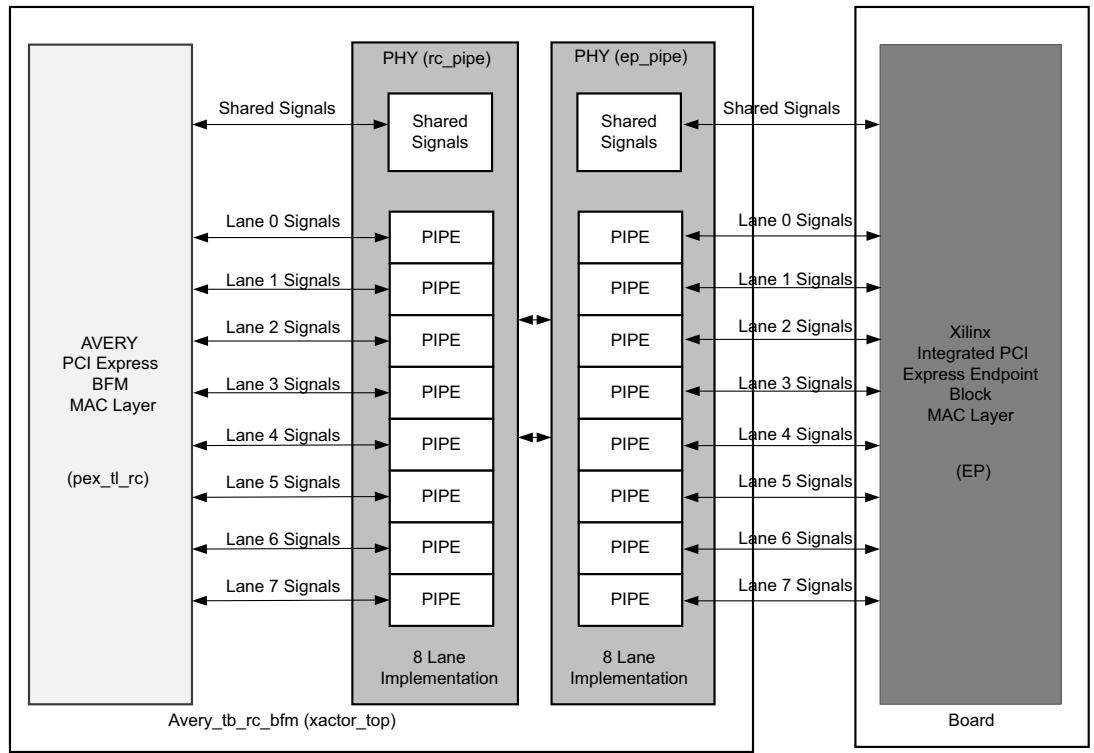 PHY (rc_pipe)
PHY (ep_pipe)
Shared Signals
Shared
Signals
Shared
Signals
Shared Signals
Lane 0 Signals
PIPE
PIPE
Lane 0 Signals
Lane 1 Signals
PIPE
PIPE
Lane 1 Signals
Lane 2 Signals
PIPE
PIPE
Lane 2 Signals
Lane 3 Signals
PIPE
PIPE
Lane 3 Signals
Lane 4 Signals
PIPE
PIPE
Lane 4 Signals
Lane 5 Signals
PIPE
PIPE
Lane 5 Signals
Lane 6 Signals
PIPE
PIPE
Lane 6 Signals
Lane 7 Signals
PIPE
PIPE
Lane 7 Signals
AVERY
PCI Express
BFM
MAC Layer
(pex_tl_rc)
Xilinx
Integrated PCI
Express Endpoint
Block
MAC Layer
(EP)
8 Lane
Implementation
8 Lane
Implementation
Avery_tb_rc_bfm (xactor_top)
Board